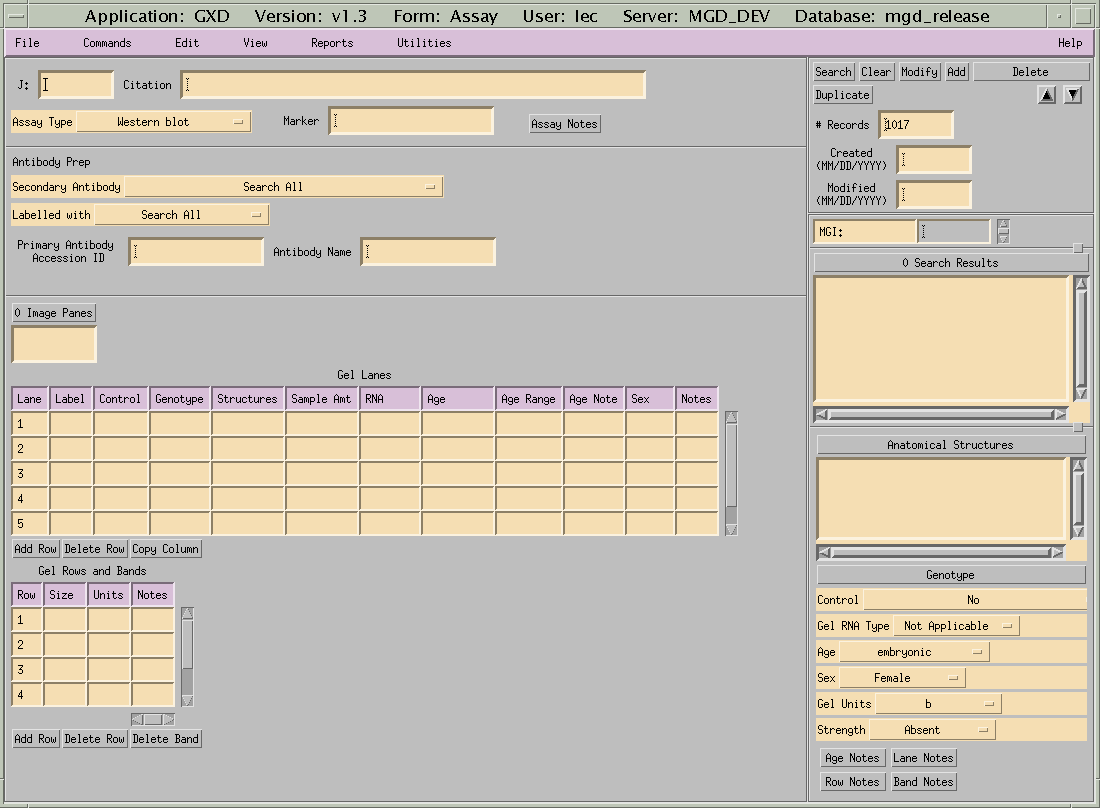 Application: GXD Version: v1.3 Form: Assay User: lec Server: MGD_DEV Database: mgd_release
File Commands Edit View Reports Utilities Help
J: Citation
Assay Type Western blot Marker Assay Notes
Antibody Prep
Secondary Antibody Search All
Labelled with Search All
Primary Antibody
Accession ID
Antibody Name
0 Image Panes
Gel Lanes
Lane Label Control Genotype Structures Sample Amt RNA Age Age Range Age Note Sex Notes
1
2
3
4
5
Add Row Delete Row Copy Column
Gel Rows and Bands
Row Size Units Notes
1
2
3
4
Add Row Delete Row Delete Band
Search Clear Modify Add Delete
Duplicate
# Records 1017
Created
(MM/DD/YYYY)
Modified
(MM/DD/YYYY)
MGI:
0 Search Results
Anatomical Structures
Genotype
Control No
Gel RNA Type Not Applicable
Age embryonic
Sex Female
Gel Units b
Strength Absent
Age Notes Lane Notes
Row Notes Band Notes